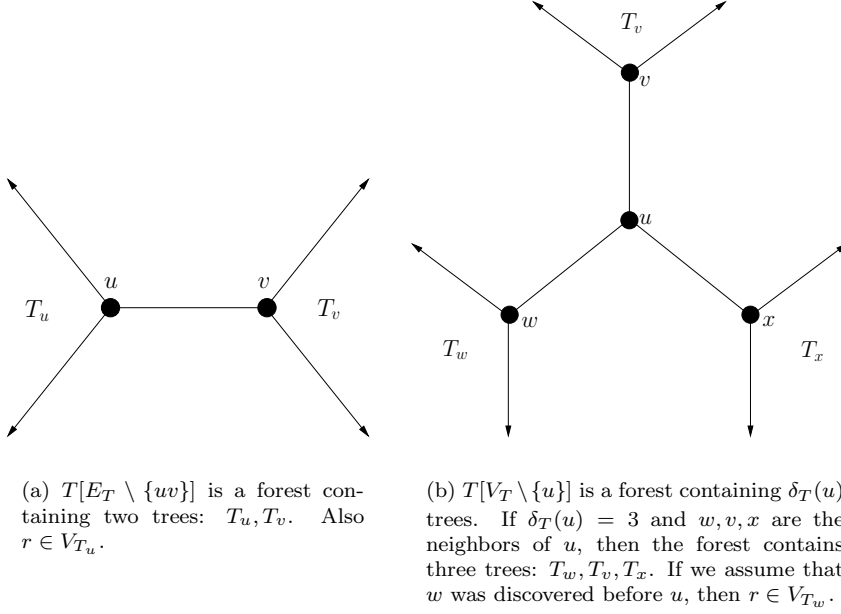 u
v
T_u
T_v
(a) T[E_T \ {uv}] is a forest con-
taining two trees: T_u, T_v. Also
r ∈ V_{T_u}.
T_v
v
u
w
x
T_w
T_x
(b) T[V_T \{u}] is a forest containing δ_T(u)
trees. If δ_T(u) = 3 and w, v, x are the
neighbors of u, then the forest contains
three trees: T_w, T_v, T_x. If we assume that
w was discovered before u, then r ∈ V_{T_w}.